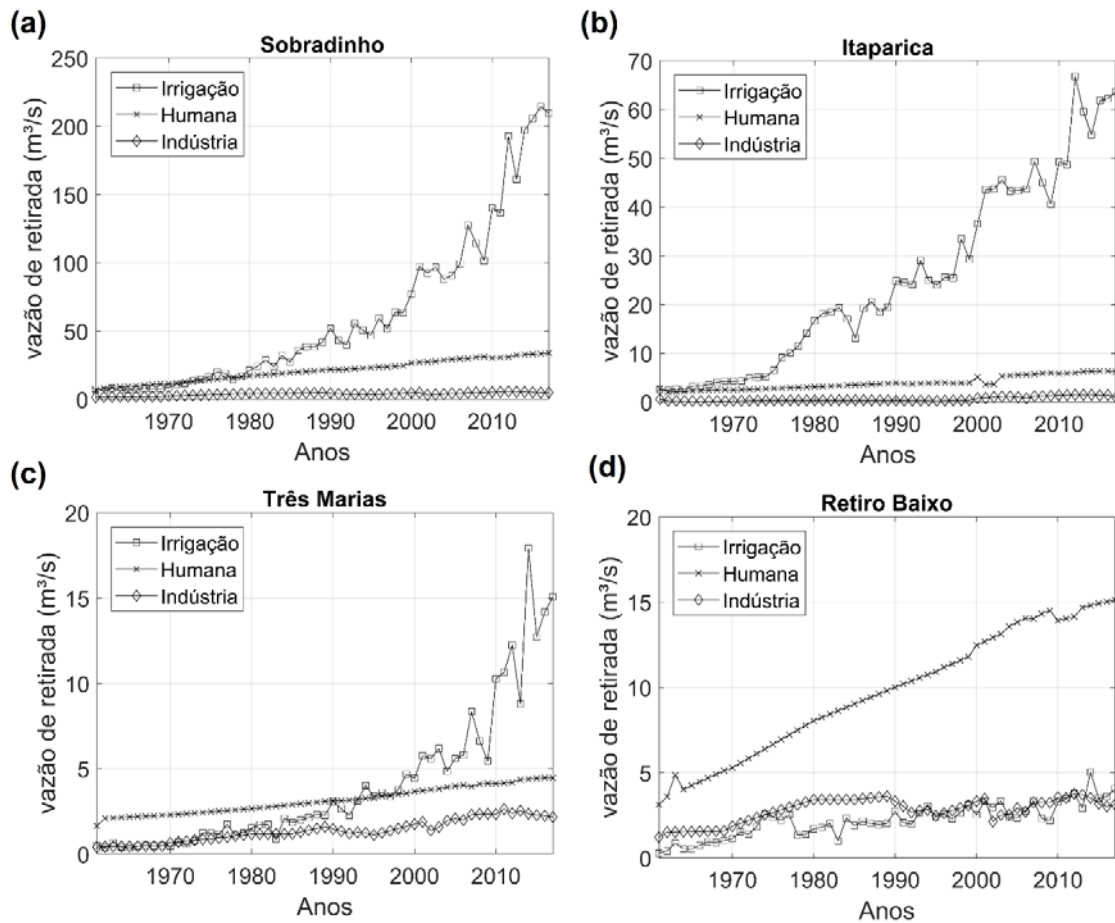 (a)
Sobradinho
250
200
150
100
50
0
vazão de retirada (m³/s)
Irrigação
Humana
Indústria
1970 1980 1990 2000 2010
Anos
(b)
Itaparica
70
60
50
40
30
20
10
0
vazão de retirada (m³/s)
Irrigação
Humana
Indústria
1970 1980 1990 2000 2010
Anos
(c)
Três Marias
20
15
10
5
0
vazão de retirada (m³/s)
Irrigação
Humana
Indústria
1970 1980 1990 2000 2010
Anos
(d)
Retiro Baixo
20
15
10
5
0
vazão de retirada (m³/s)
Irrigação
Humana
Indústria
1970 1980 1990 2000 2010
Anos